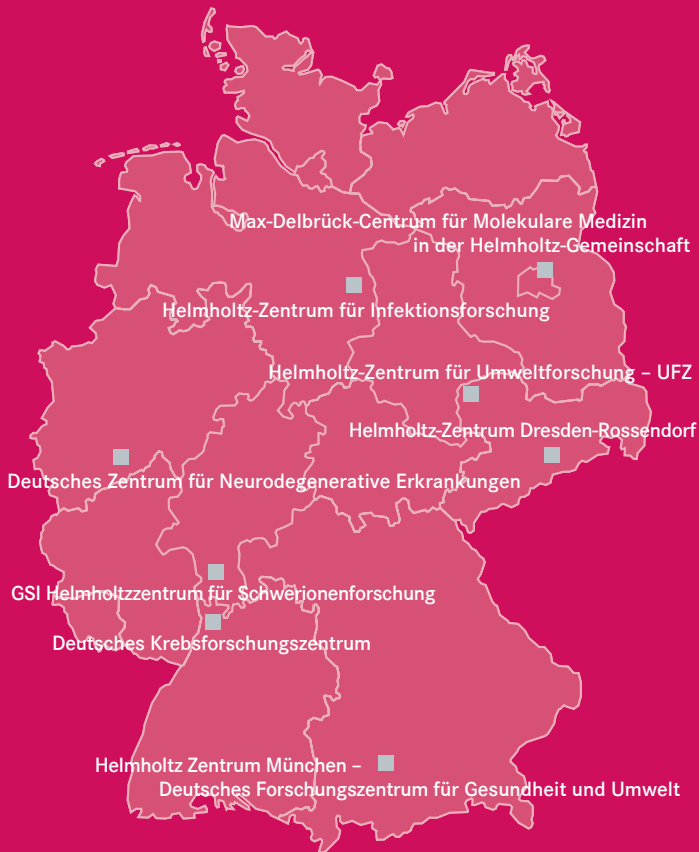 Max-Delbrück-Centrum für Molekulare Medizin
in der Helmholtz-Gemeinschaft
Helmholtz-Zentrum für Infektionsforschung
Helmholtz-Zentrum für Umweltforschung – UFZ
Helmholtz-Zentrum Dresden-Rossendorf
Deutsches Zentrum für Neurodegenerative Erkrankungen
GSI Helmholtzzentrum für Schwerionenforschung
Deutsches Krebsforschungszentrum
Helmholtz Zentrum München –
Deutsches Forschungszentrum für Gesundheit und Umwelt